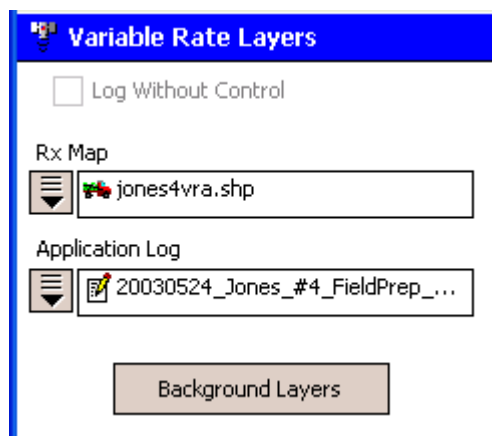 Variable Rate Layers
Log Without Control
Rx Map
jones4vra.shp
Application Log
20030524_Jones_#4_FieldPrep_...
Background Layers